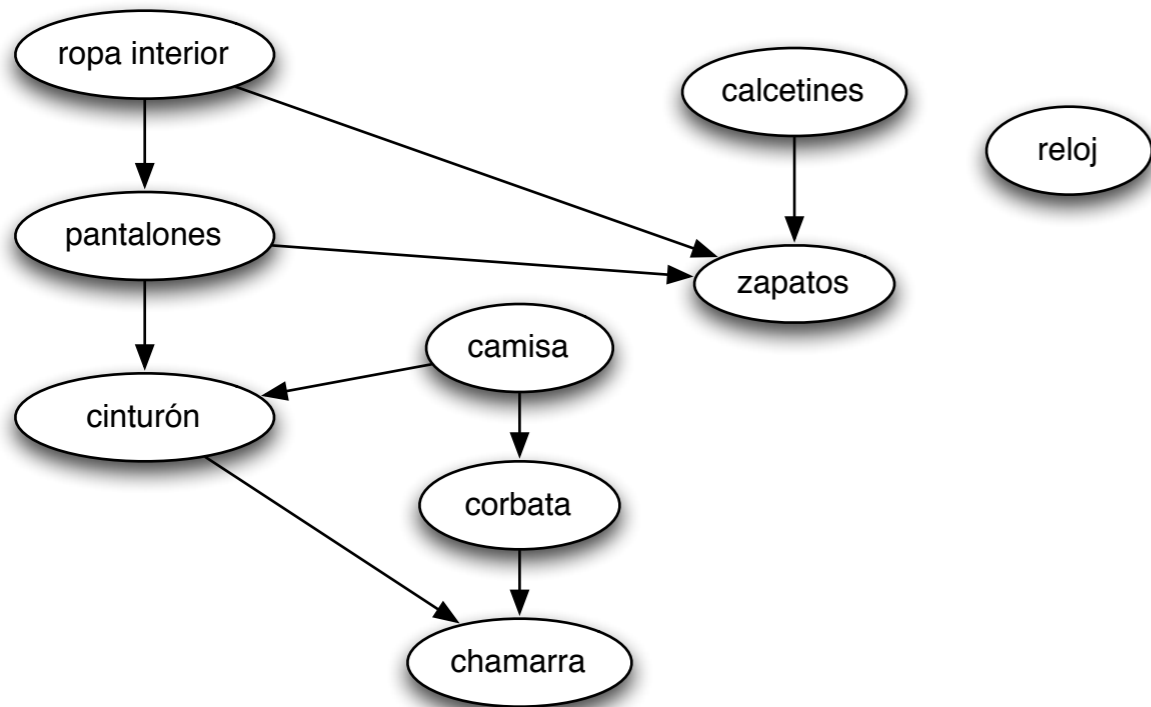 ropa interior
calcetines
reloj
pantalones
zapatos
camisa
cinturón
corbata
chamarra